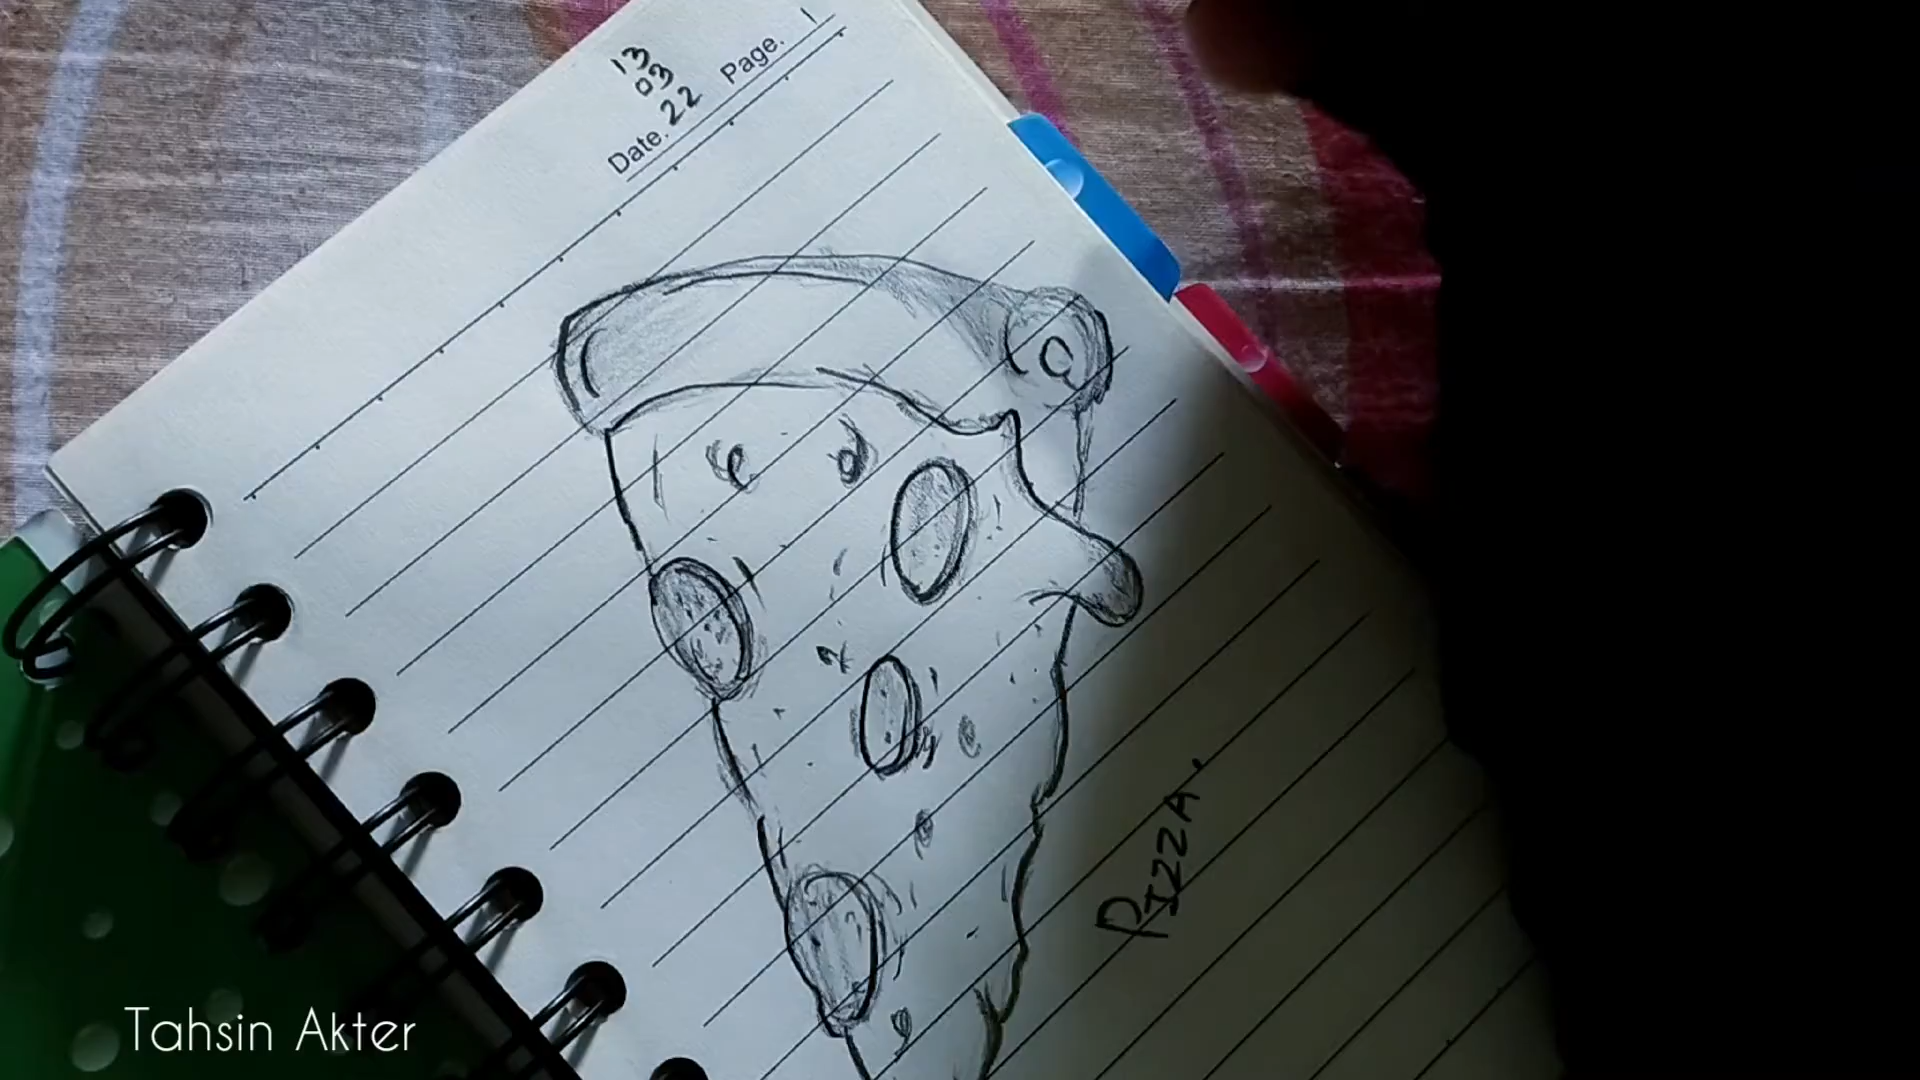 13
03
22
Date. Page. 1
PIZZA.
Tahsin Akter